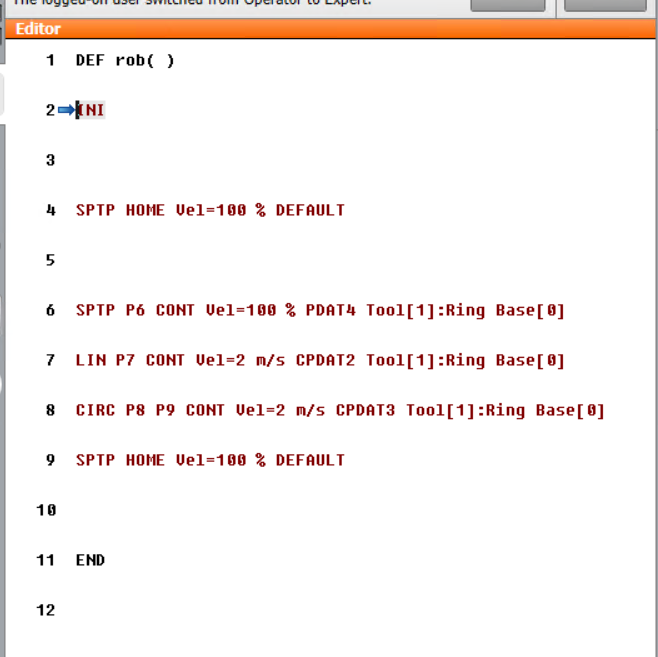 The logged-on user switched from Operator to Expert.
Editor
1 DEF rob( )
2 INI
3
4 SPTP HOME Vel=100 % DEFAULT
5
6 SPTP P6 CONT Vel=100 % PDAT4 Tool[1]:Ring Base[0]
7 LIN P7 CONT Vel=2 m/s CPDAT2 Tool[1]:Ring Base[0]
8 CIRC P8 P9 CONT Vel=2 m/s CPDAT3 Tool[1]:Ring Base[0]
9 SPTP HOME Vel=100 % DEFAULT
10
11 END
12